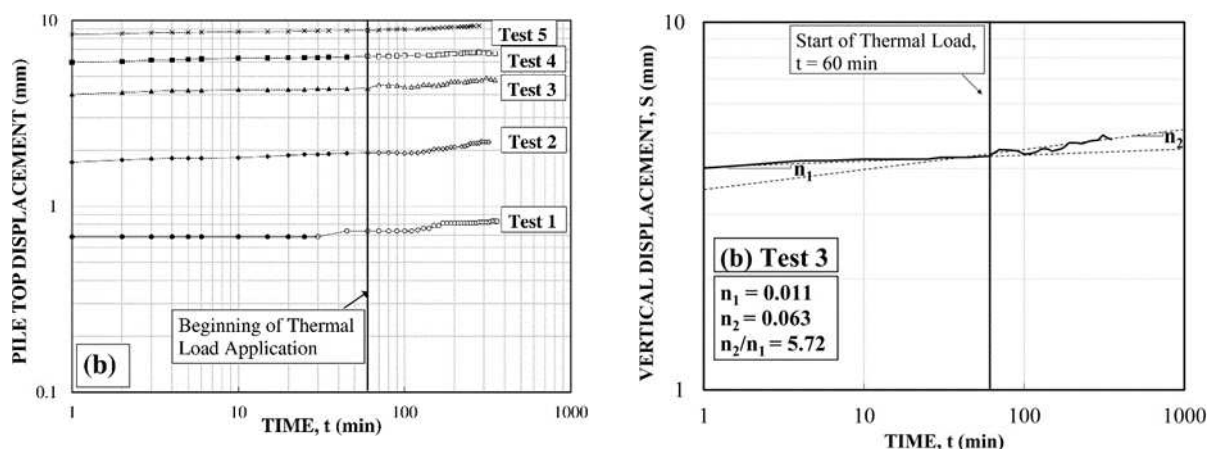 PILE TOP DISPLACEMENT (mm)
10
1
0.1
Test 5
Test 4
Test 3
Test 2
Test 1
Beginning of Thermal
Load Application
(b)
1
10
100
1000
TIME, t (min)
VERTICAL DISPLACEMENT, S (mm)
10
1
Start of Thermal Load,
t = 60 min
n₁
n₂
(b) Test 3
n₁ = 0.011
n₂ = 0.063
n₂/n₁ = 5.72
1
10
100
1000
TIME, t (min)